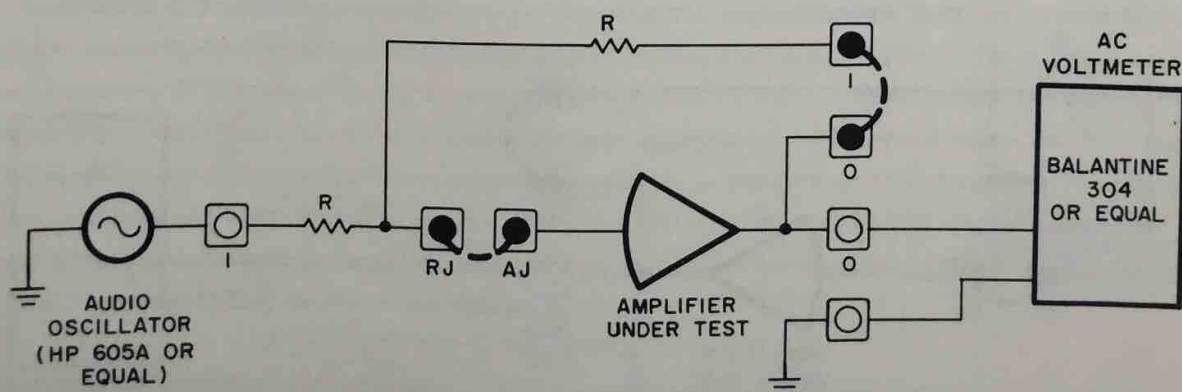 R
I
O
AC
VOLTMETER
BALANTINE
304
OR EQUAL
R
I
RJ
AJ
O
AMPLIFIER
UNDER TEST
AUDIO
OSCILLATOR
(HP 605A OR
EQUAL)